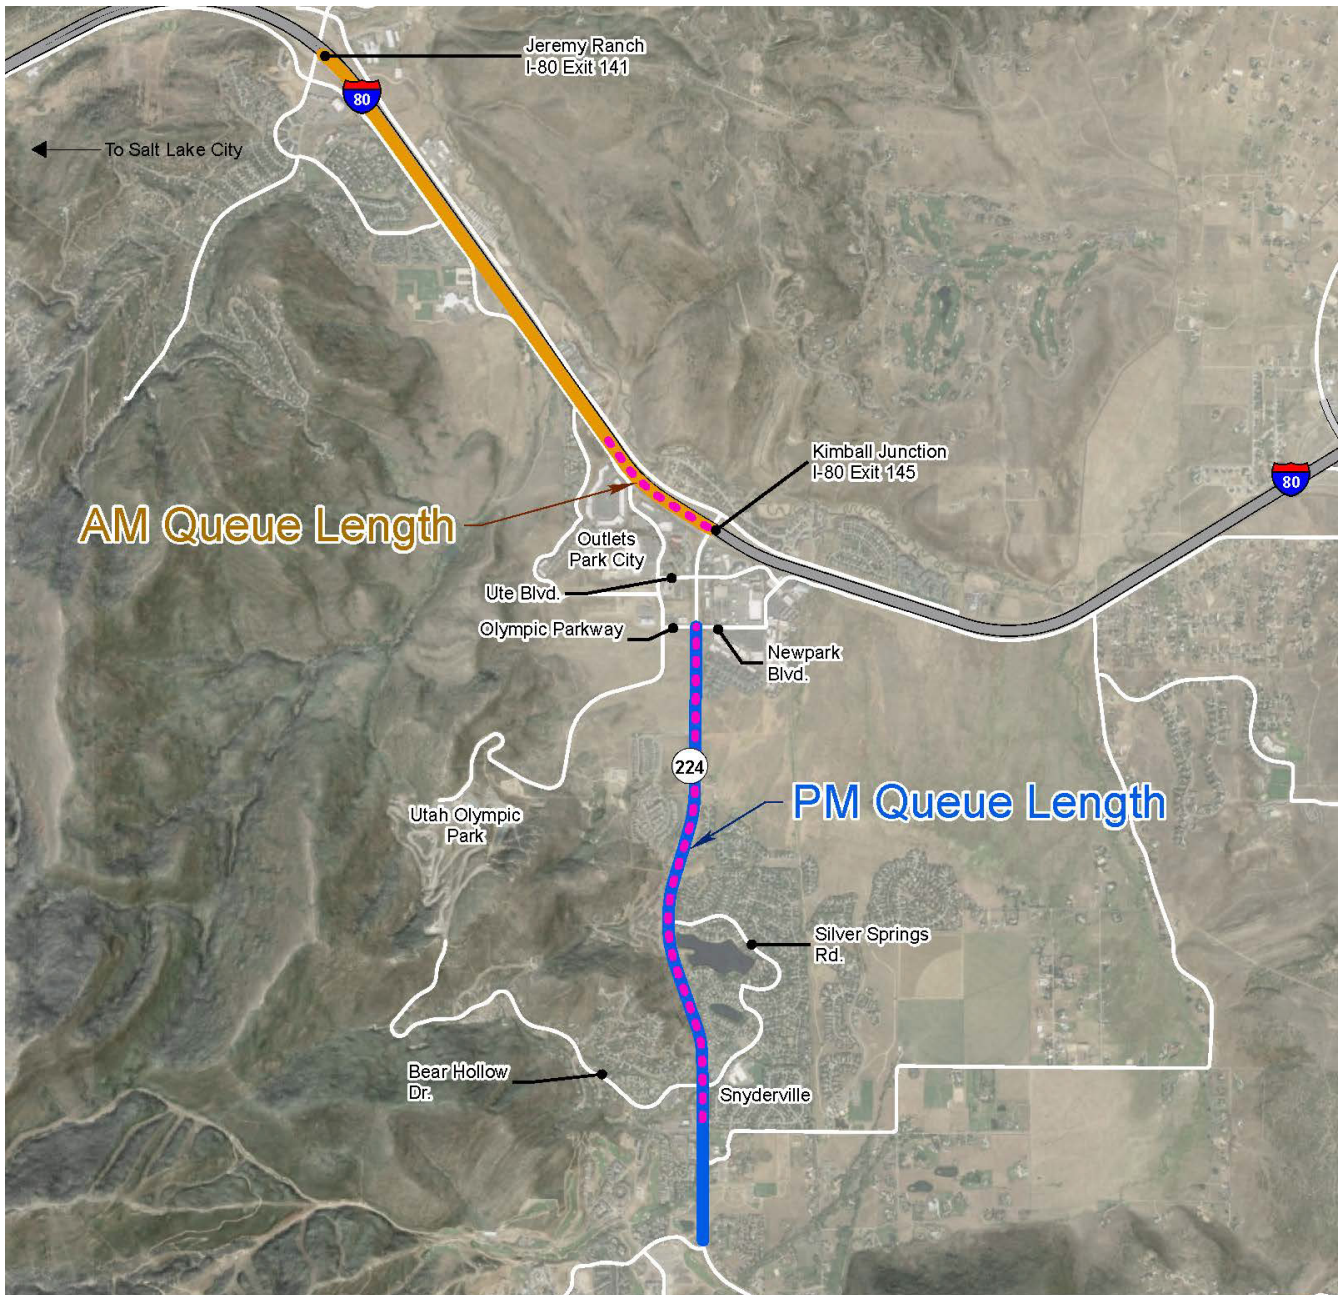 Jeremy Ranch
I-80 Exit 141
80
To Salt Lake City
Kimball Junction
I-80 Exit 145
80
AM Queue Length
Outlets
Park City
Ute Blvd.
Olympic Parkway
Newpark
Blvd.
224
PM Queue Length
Utah Olympic
Park
Silver Springs
Rd.
Bear Hollow
Dr.
Snyderville